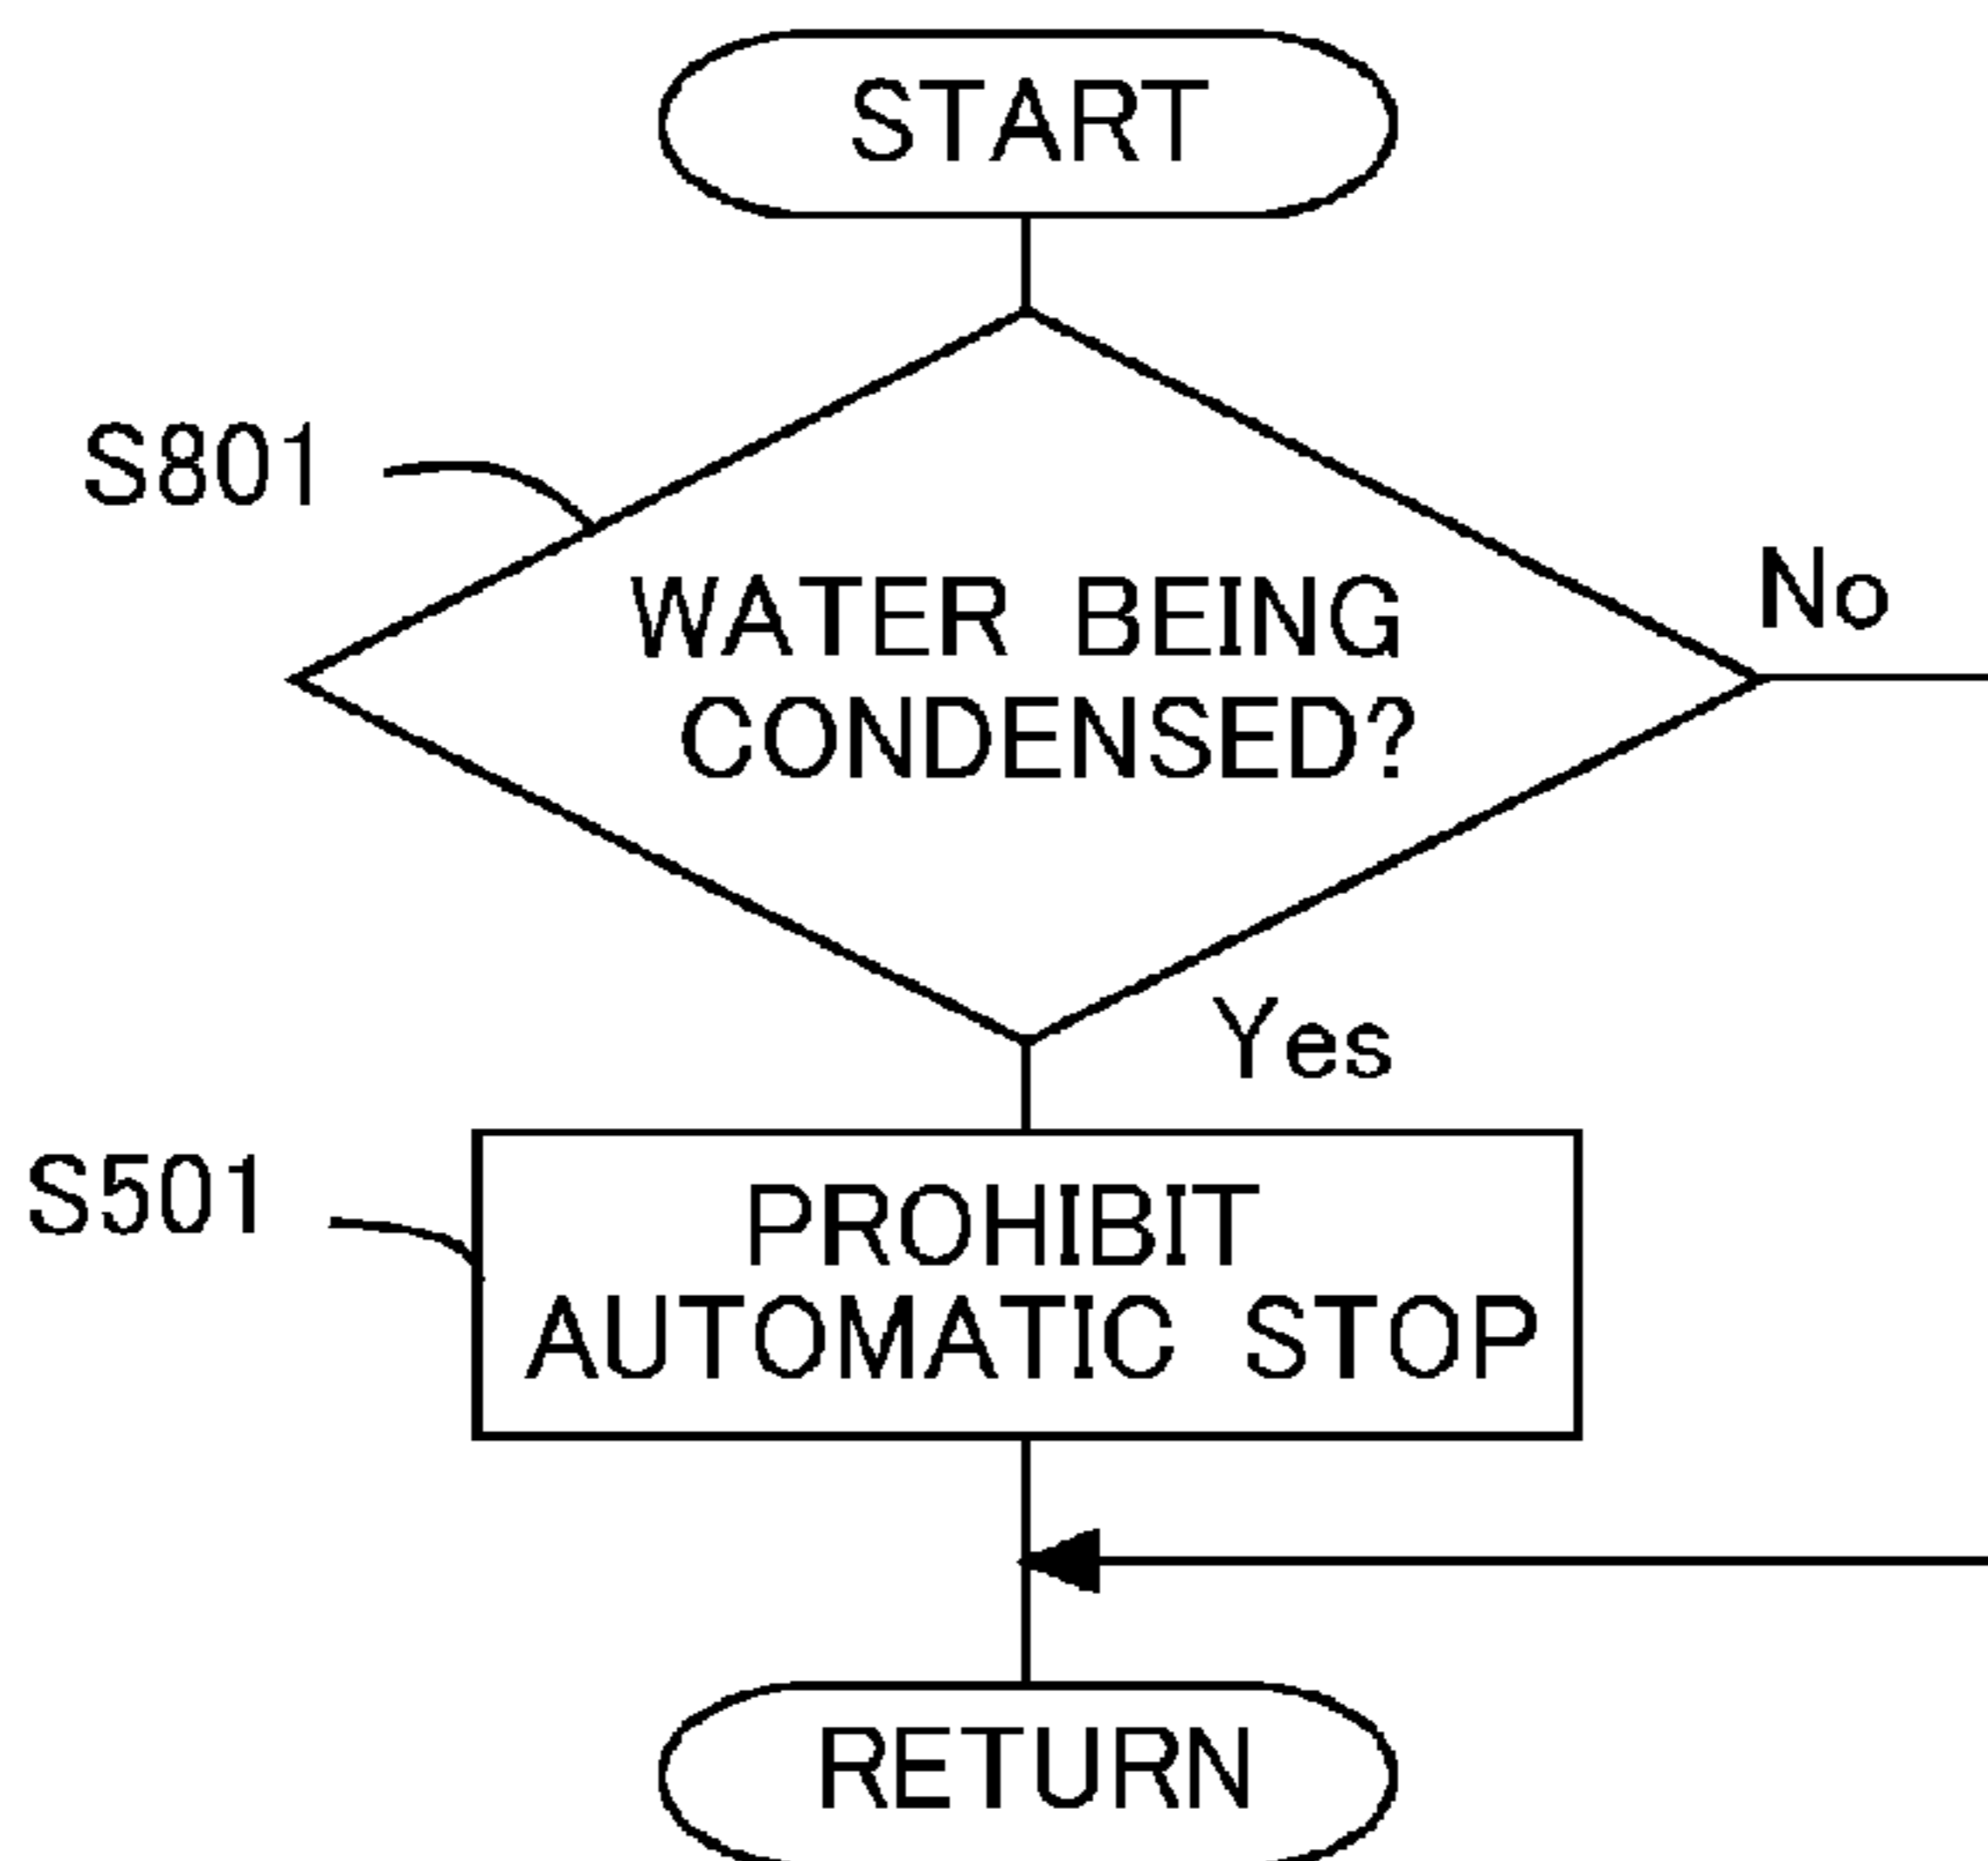 START
S801
WATER BEING
CONDENSED?
No
Yes
S501
PROHIBIT
AUTOMATIC STOP
RETURN